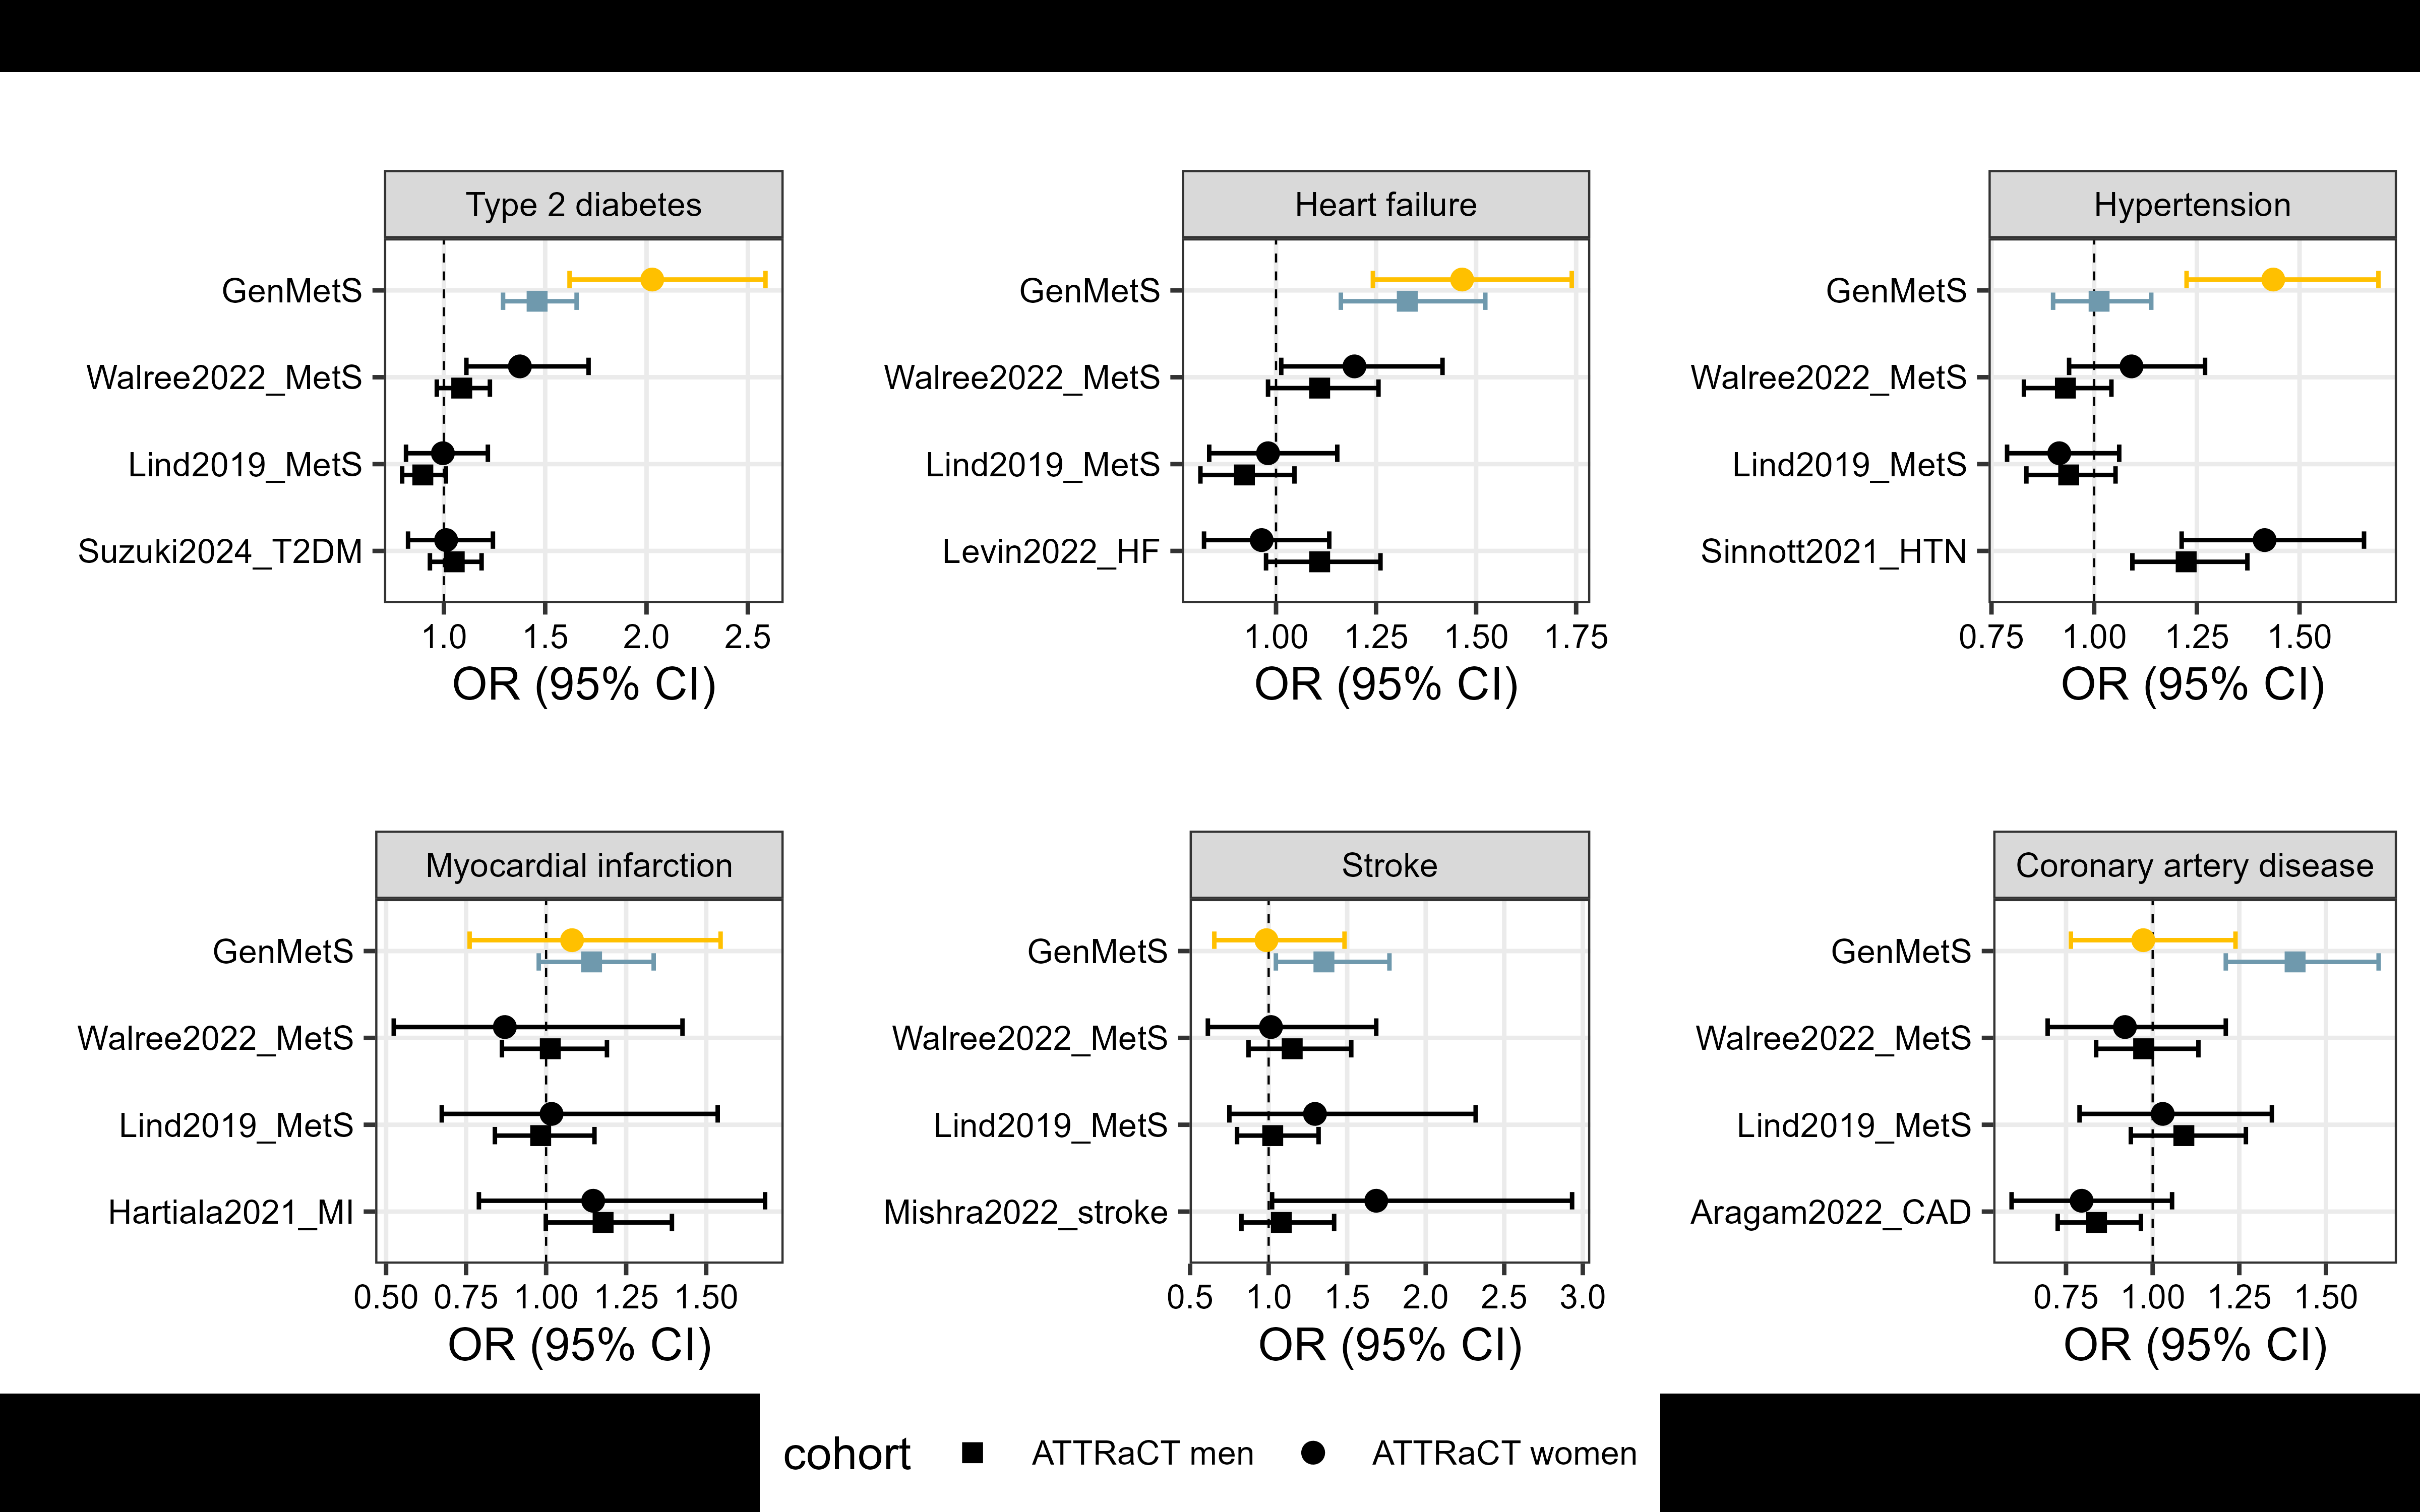 Type 2 diabetes
GenMetS
Walree2022_MetS
Lind2019_MetS
Suzuki2024_T2DM
1.0 1.5 2.0 2.5
OR (95% CI)
Heart failure
GenMetS
Walree2022_MetS
Lind2019_MetS
Levin2022_HF
1.00 1.25 1.50 1.75
OR (95% CI)
Hypertension
GenMetS
Walree2022_MetS
Lind2019_MetS
Sinnott2021_HTN
0.75 1.00 1.25 1.50
OR (95% CI)
Myocardial infarction
GenMetS
Walree2022_MetS
Lind2019_MetS
Hartiala2021_MI
0.50 0.75 1.00 1.25 1.50
OR (95% CI)
Stroke
GenMetS
Walree2022_MetS
Lind2019_MetS
Mishra2022_stroke
0.5 1.0 1.5 2.0 2.5 3.0
OR (95% CI)
Coronary artery disease
GenMetS
Walree2022_MetS
Lind2019_MetS
Aragam2022_CAD
0.75 1.00 1.25 1.50
OR (95% CI)
cohort ATTRaCT men ATTRaCT women